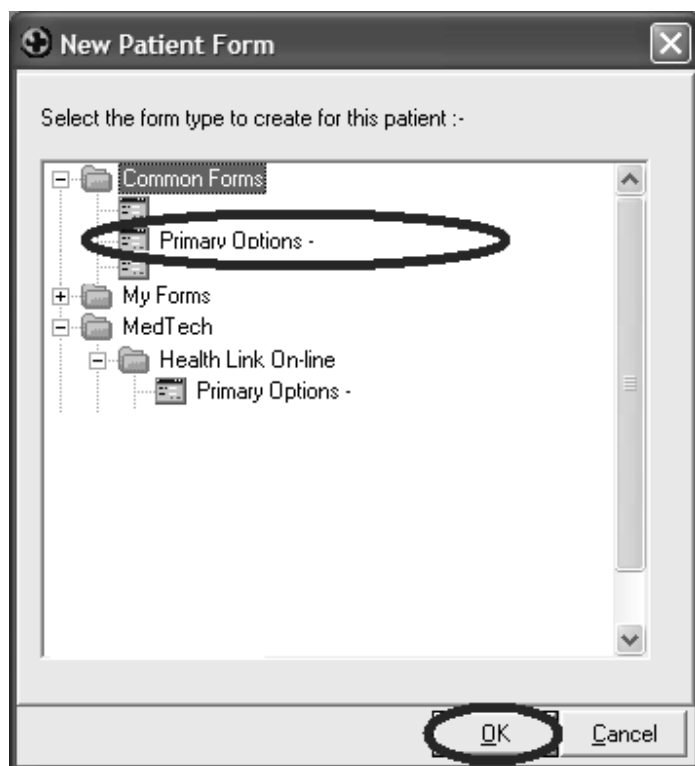 New Patient Form
Select the form type to create for this patient :-
Common Forms
Primary Options -
My Forms
MedTech
Health Link On-line
Primary Options -
OK Cancel